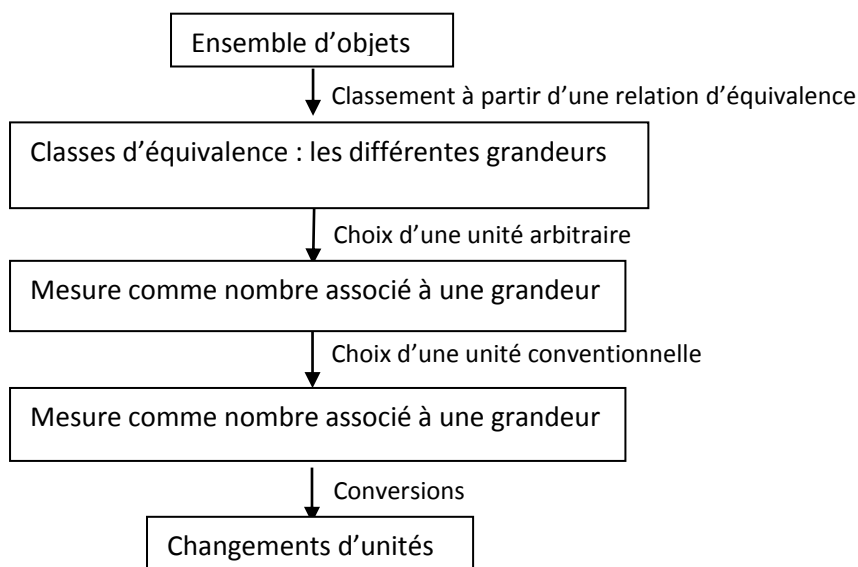 Ensemble d’objets
Classement à partir d’une relation d’équivalence
Classes d’équivalence : les différentes grandeurs
Choix d’une unité arbitraire
Mesure comme nombre associé à une grandeur
Choix d’une unité conventionnelle
Mesure comme nombre associé à une grandeur
Conversions
Changements d’unités